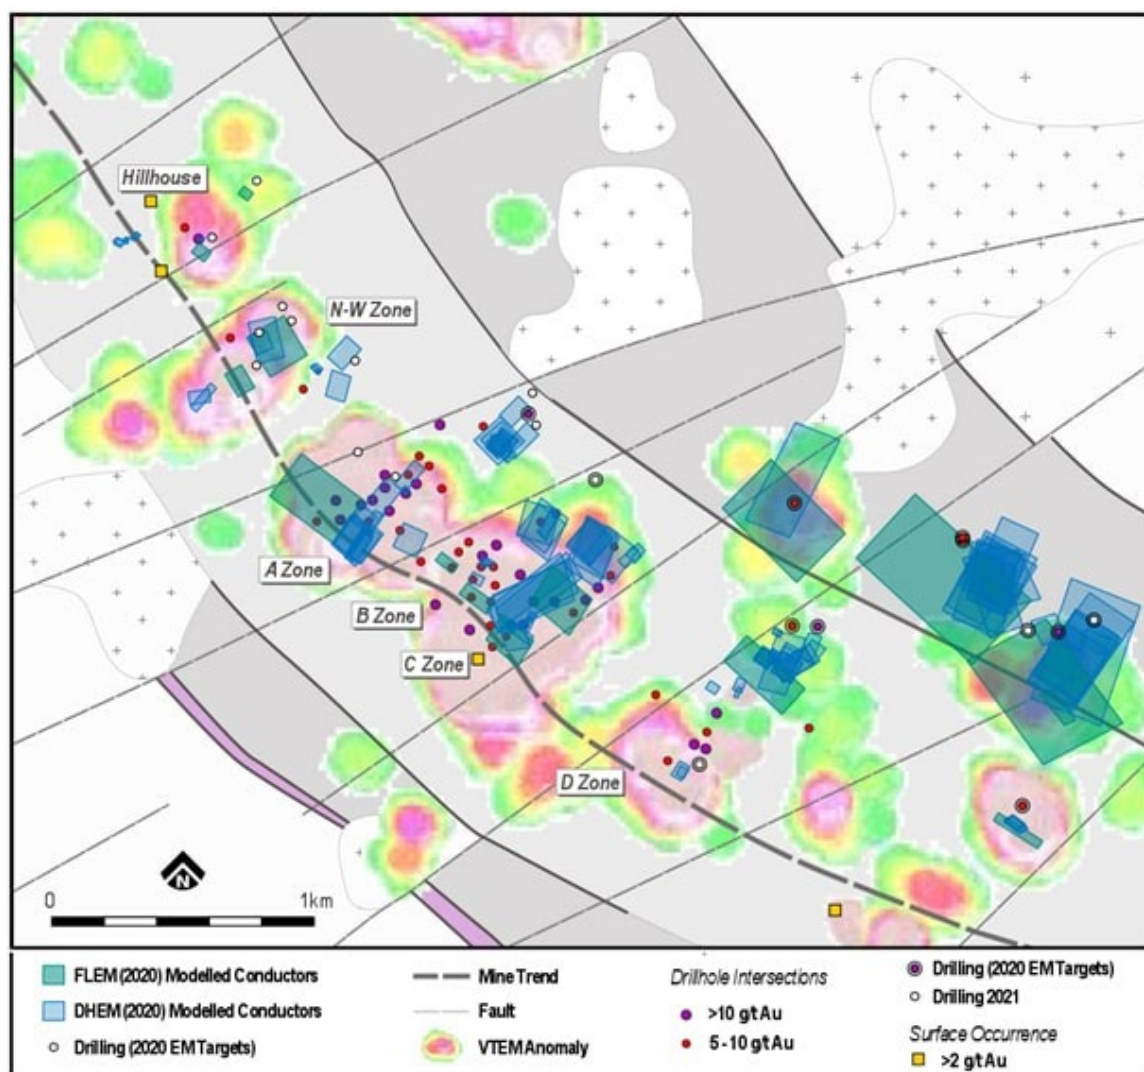 Hillhouse
N-W Zone
A Zone
B Zone
C Zone
D Zone
N
0 1km
FLEM (2020) Modelled Conductors
DHEM (2020) Modelled Conductors
Drilling (2020 EM Targets)
Mine Trend
Fault
VTEM Anomaly
Drillhole Intersections
>10 g/t Au
5-10 g/t Au
Drilling (2020 EM Targets)
Drilling 2021
Surface Occurrence
>2 g/t Au